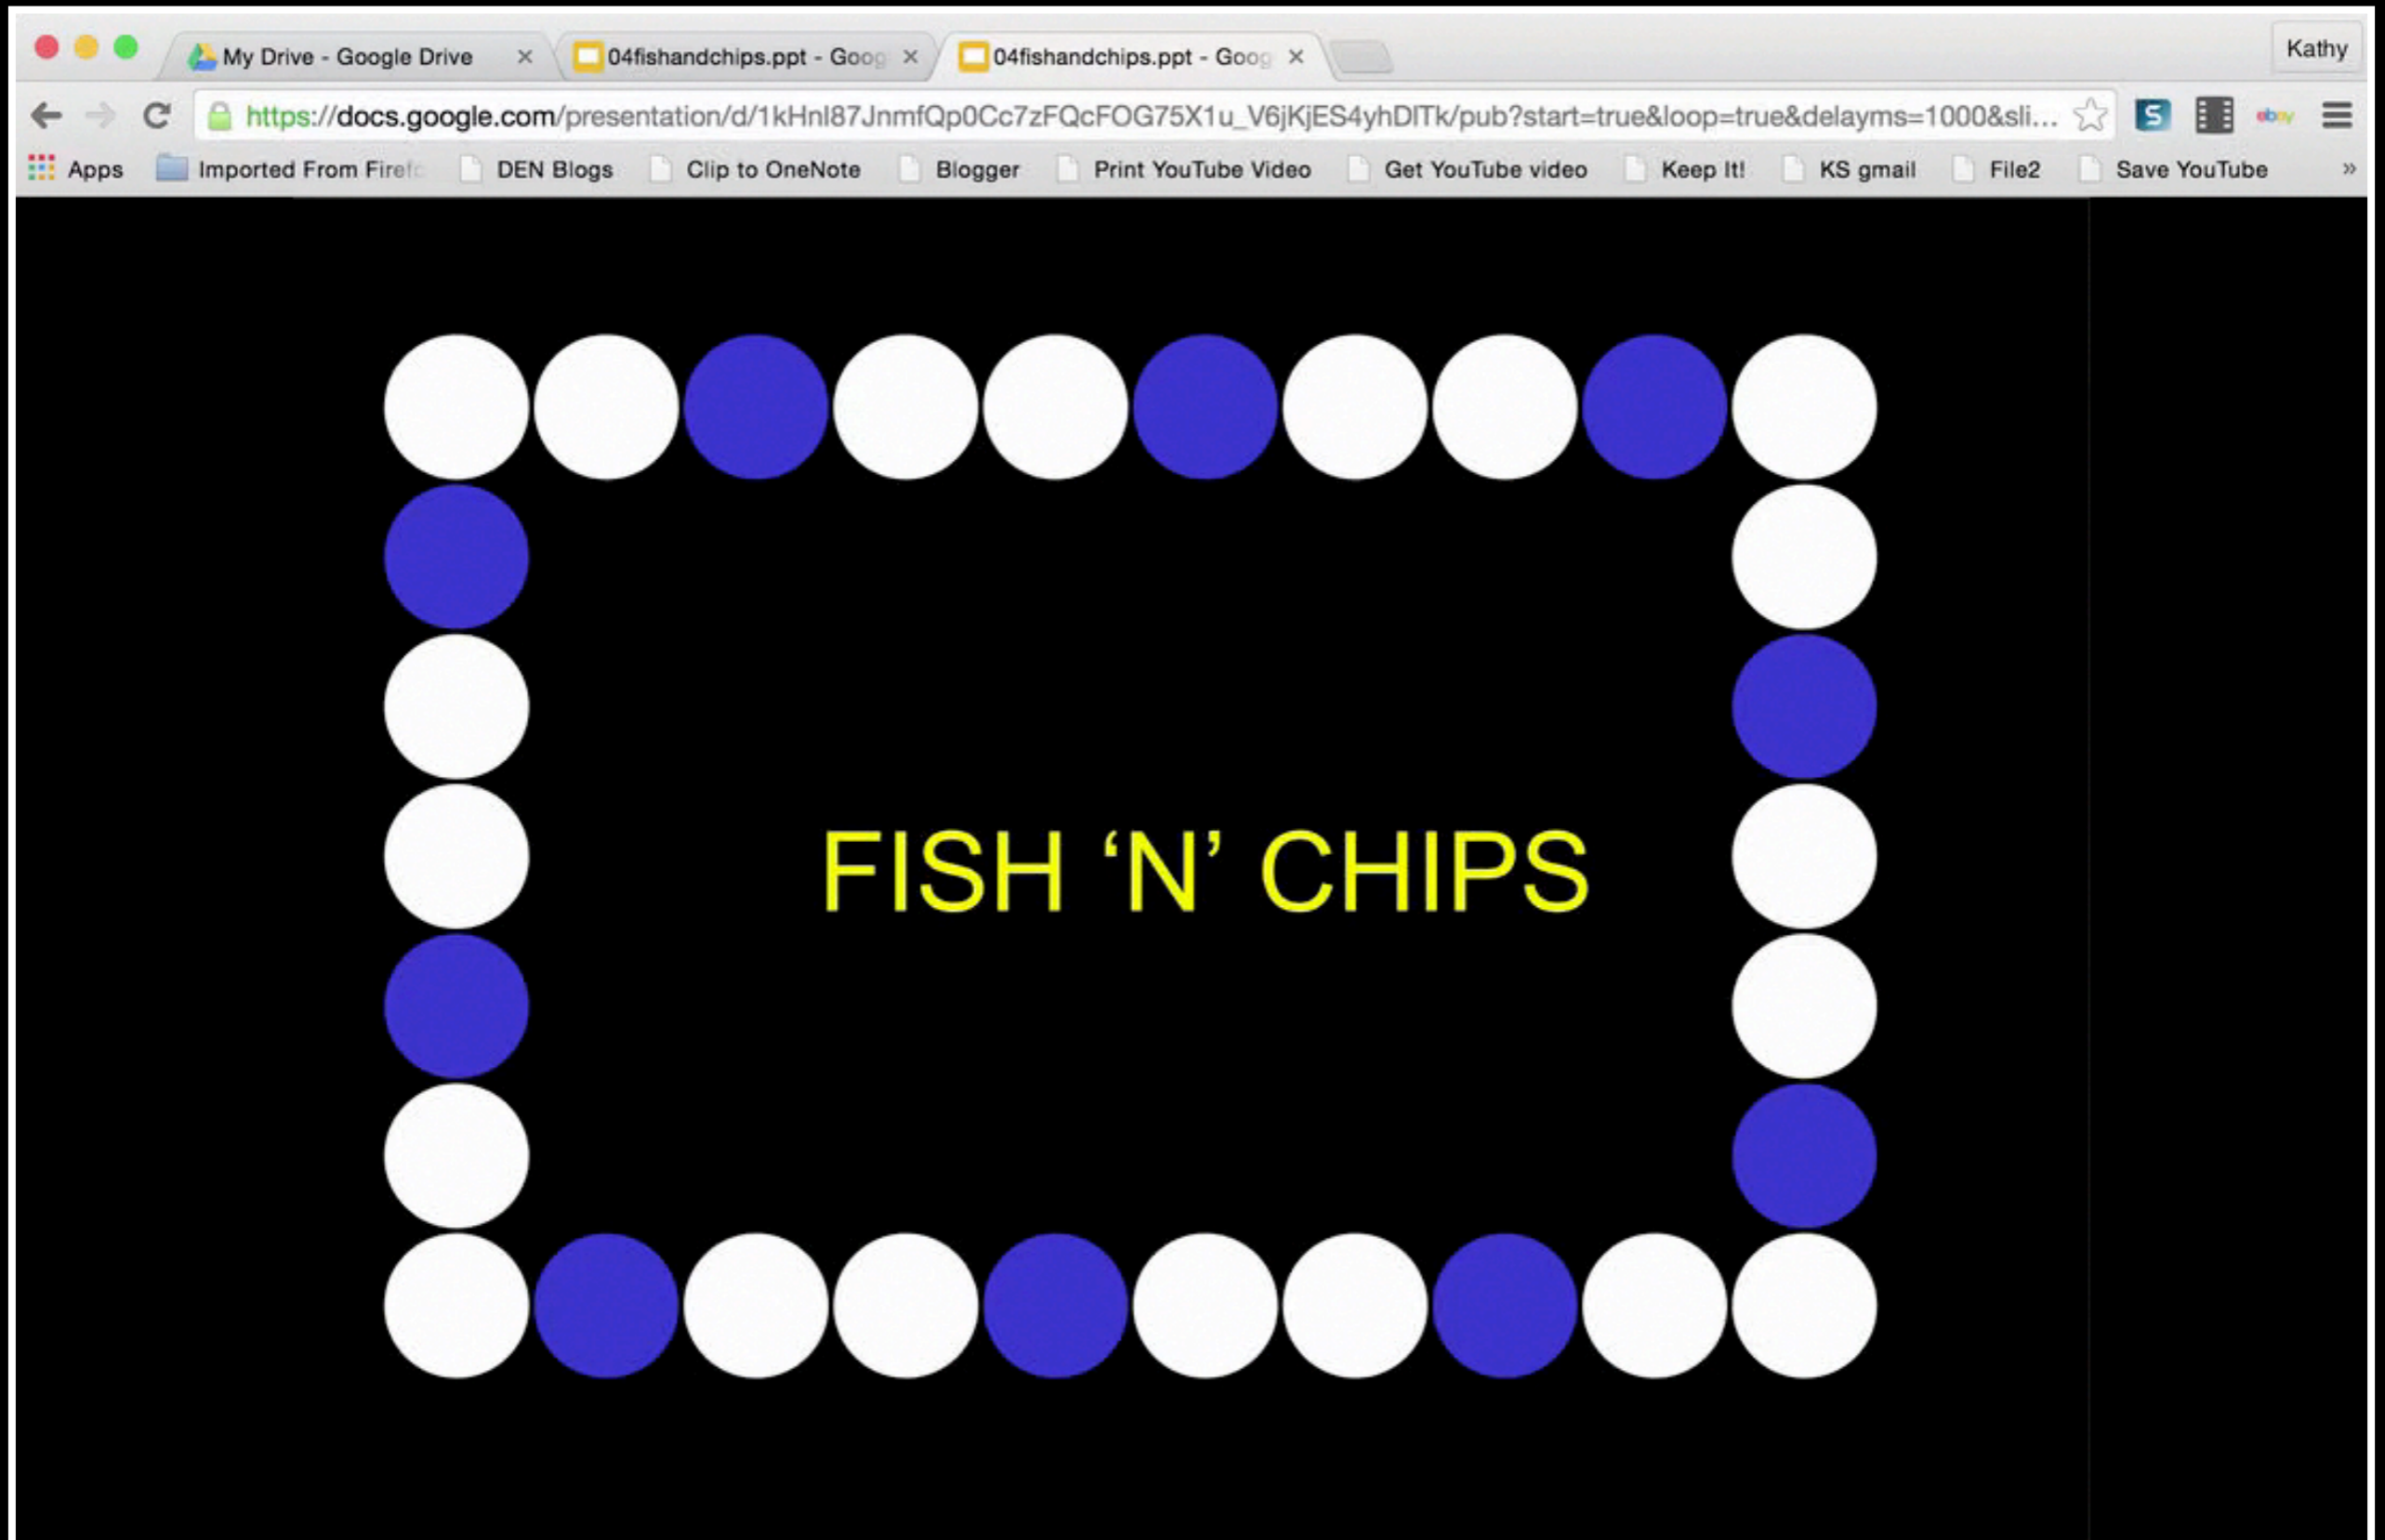 My Drive - Google Drive
04fishandchips.ppt - Goog
04fishandchips.ppt - Goog
Kathy
https://docs.google.com/presentation/d/1kHnl87JnmfQp0Cc7zFQcFOG75X1u_V6jKjES4yhDlTk/pub?start=true&loop=true&delayms=1000&sli...
S
ebay
Apps Imported From Firefo DEN Blogs Clip to OneNote Blogger Print YouTube Video Get YouTube video Keep It! KS gmail File2 Save YouTube »
FISH ‘N’ CHIPS